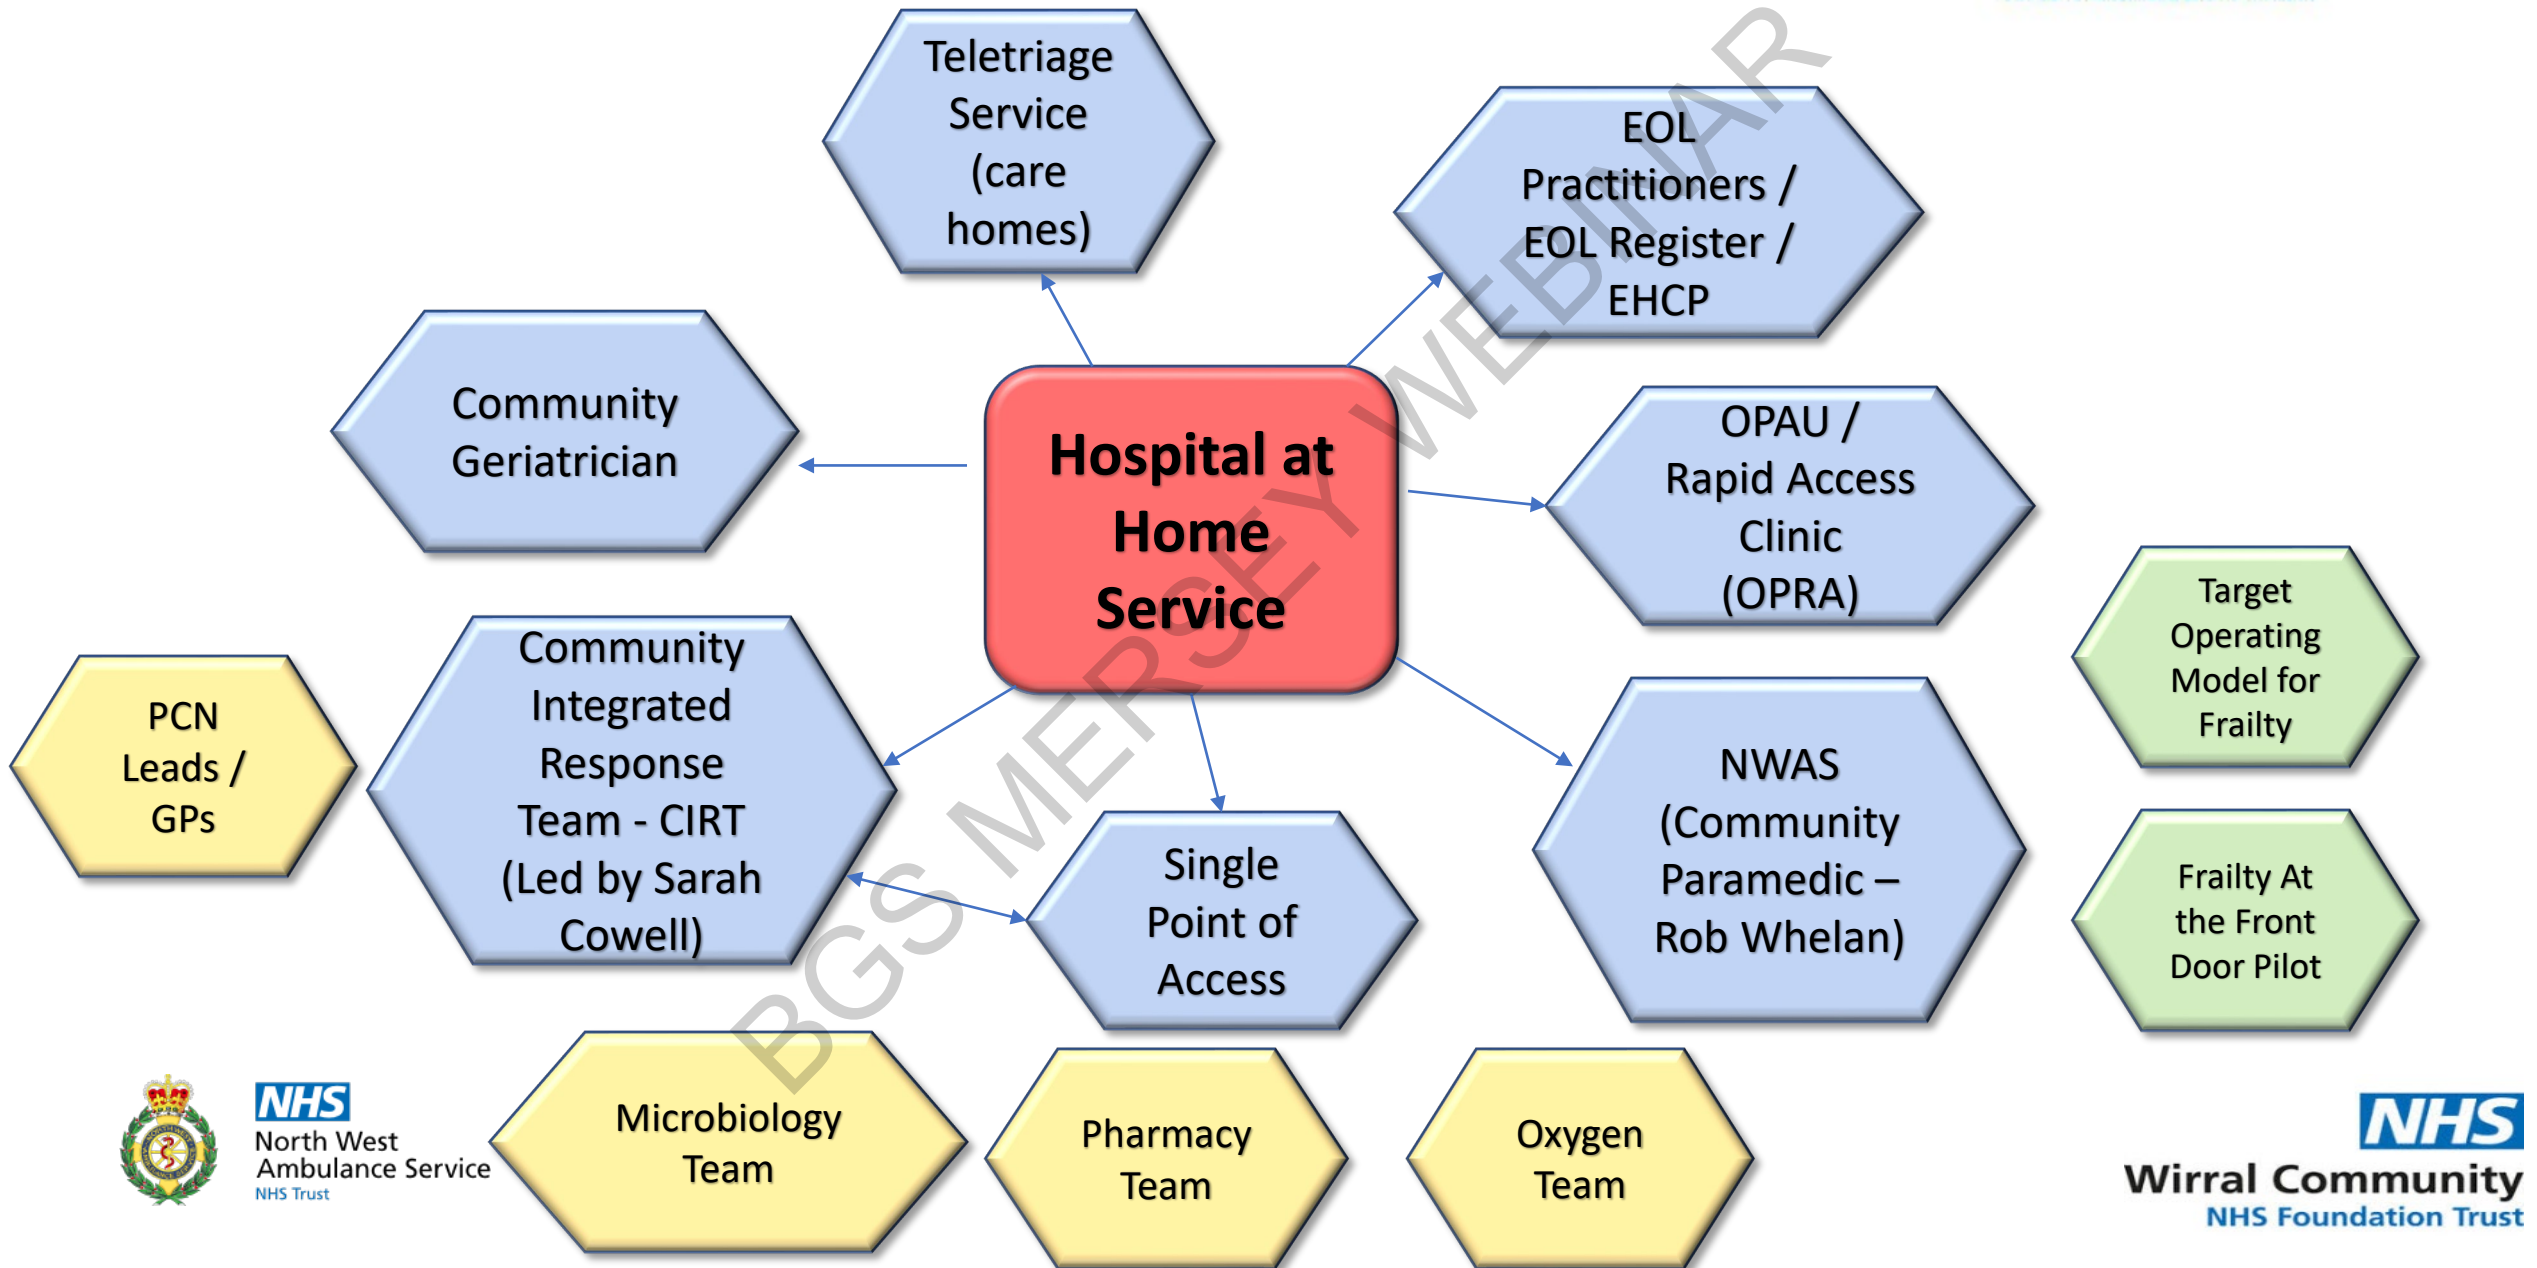 Teletriage
Service
(care
homes)
EOL
Practitioners /
EOL Register /
EHCP
Community
Geriatrician
Hospital at
Home
Service
OPAU /
Rapid Access
Clinic
(OPRA)
Target
Operating
Model for
Frailty
PCN
Leads /
GPs
Community
Integrated
Response
Team - CIRT
(Led by Sarah
Cowell)
Single
Point of
Access
NWAS
(Community
Paramedic –
Rob Whelan)
Frailty At
the Front
Door Pilot
Microbiology
Team
Pharmacy
Team
Oxygen
Team
NHS
North West
Ambulance Service
NHS Trust
NHS
Wirral Community
NHS Foundation Trust
BGS MERSEY WEBINAR